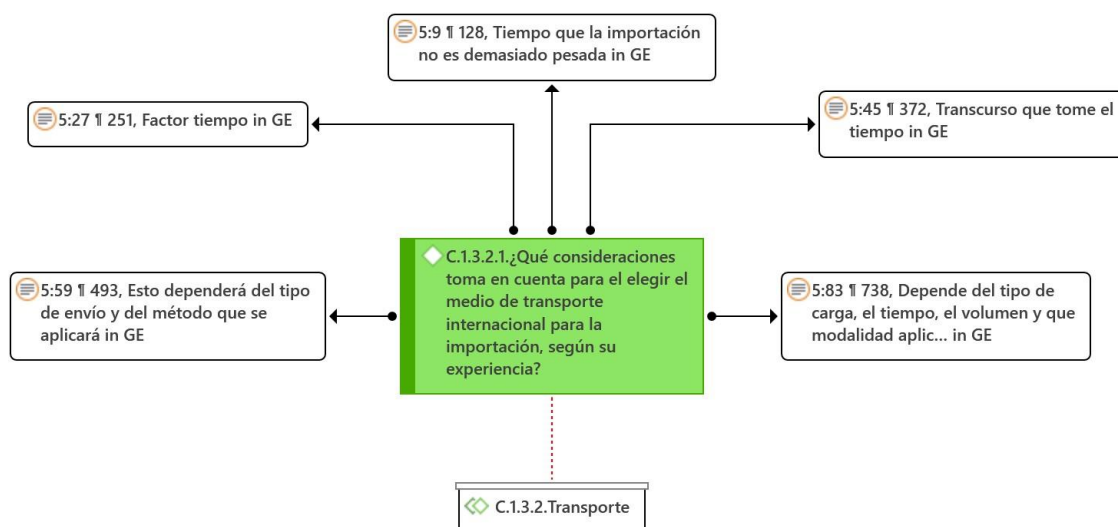 5:9 ¶ 128, Tiempo que la importación
no es demasiado pesada in GE
5:27 ¶ 251, Factor tiempo in GE
5:45 ¶ 372, Transcurso que tome el
tiempo in GE
C.1.3.2.1.¿Qué consideraciones
toma en cuenta para el elegir el
medio de transporte
internacional para la
importación, según su
experiencia?
5:59 ¶ 493, Esto dependerá del tipo
de envío y del método que se
aplicará in GE
5:83 ¶ 738, Depende del tipo de
carga, el tiempo, el volumen y que
modalidad aplic... in GE
C.1.3.2.Transporte